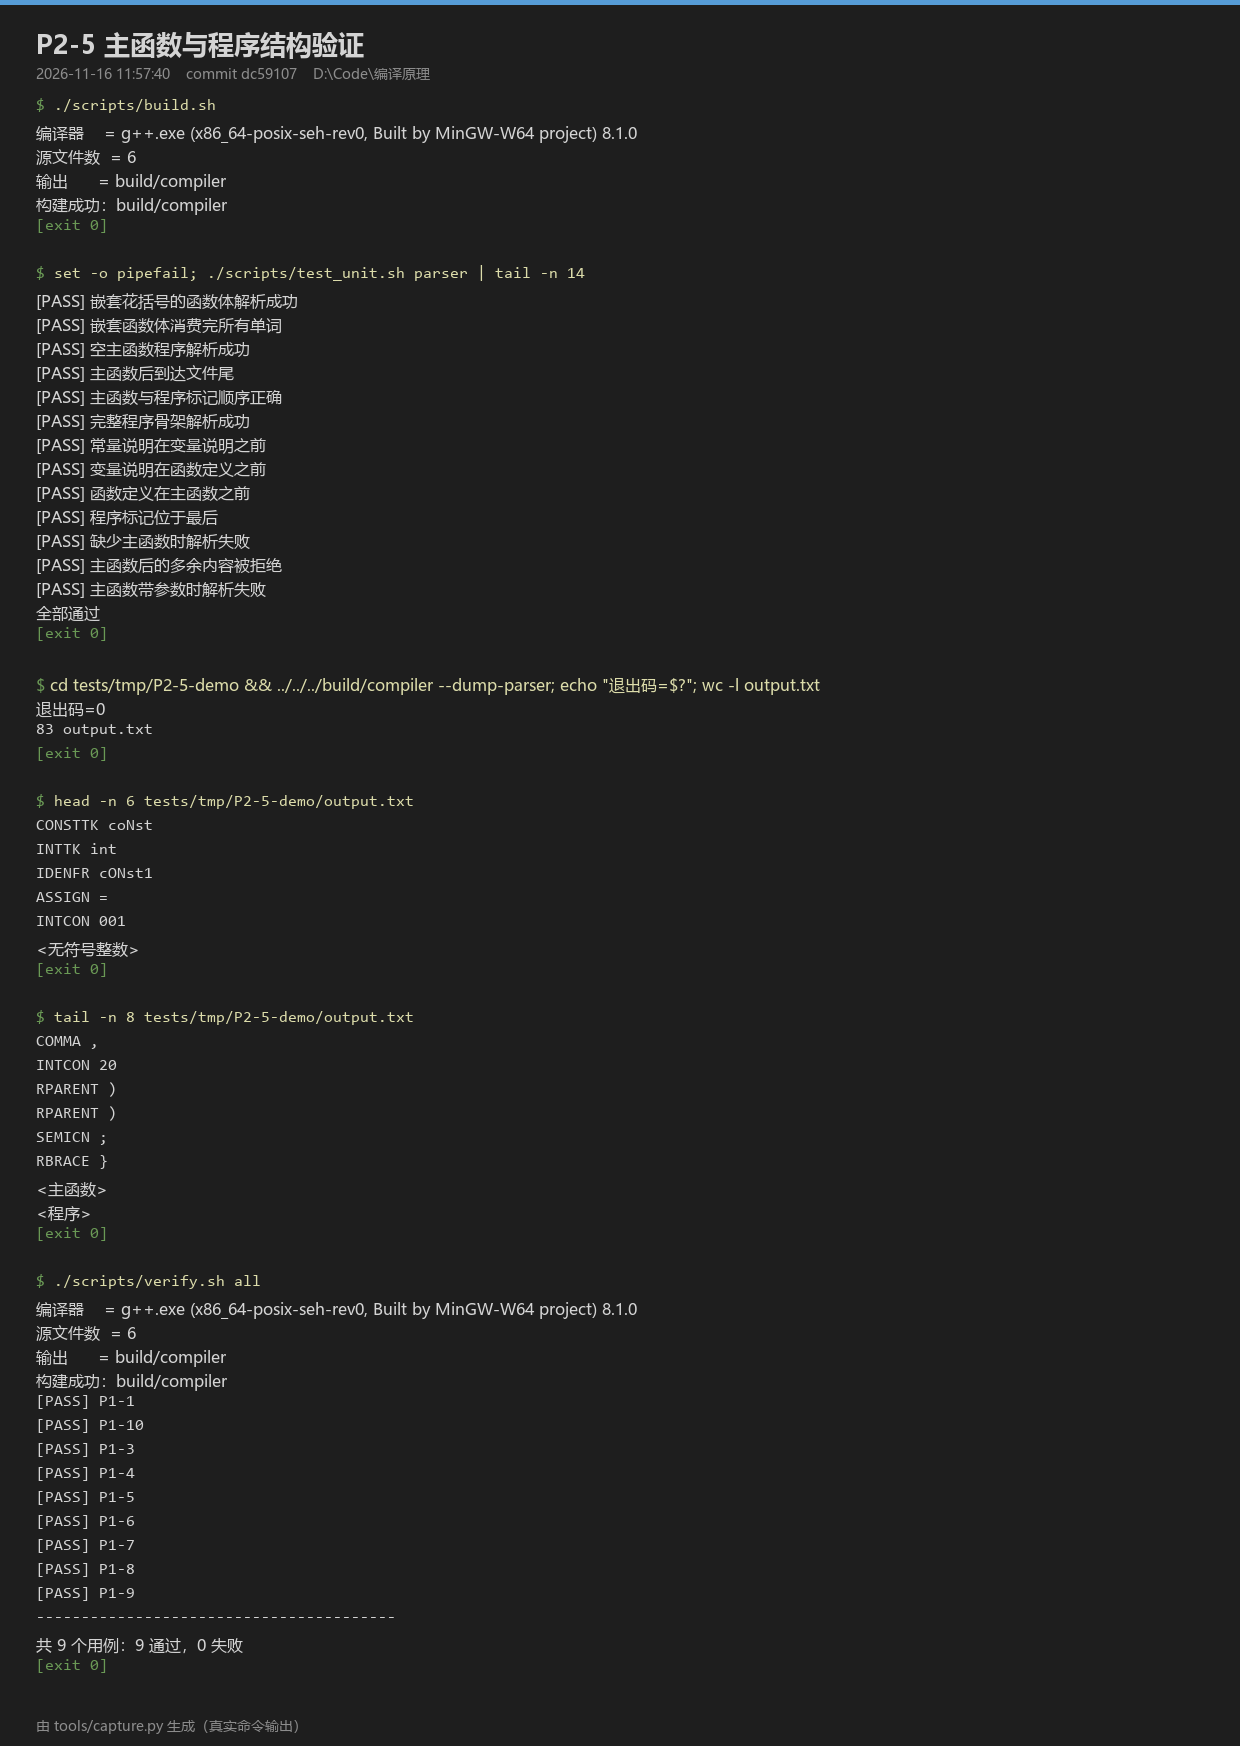 P2-5 主函数与程序结构验证
2026-11-16 11:57:40 commit dc59107 D:\Code\编译原理
$ ./scripts/build.sh
编译器 = g++.exe (x86_64-posix-seh-rev0, Built by MinGW-W64 project) 8.1.0
源文件数 = 6
输出 = build/compiler
构建成功：build/compiler
[exit 0]
$ set -o pipefail; ./scripts/test_unit.sh parser | tail -n 14
[PASS] 嵌套花括号的函数体解析成功
[PASS] 嵌套函数体消费完所有单词
[PASS] 空主函数程序解析成功
[PASS] 主函数后到达文件尾
[PASS] 主函数与程序标记顺序正确
[PASS] 完整程序骨架解析成功
[PASS] 常量说明在变量说明之前
[PASS] 变量说明在函数定义之前
[PASS] 函数定义在主函数之前
[PASS] 程序标记位于最后
[PASS] 缺少主函数时解析失败
[PASS] 主函数后的多余内容被拒绝
[PASS] 主函数带参数时解析失败
全部通过
[exit 0]
$ cd tests/tmp/P2-5-demo && ../../../build/compiler --dump-parser; echo "退出码=$?"; wc -l output.txt
退出码=0
83 output.txt
[exit 0]
$ head -n 6 tests/tmp/P2-5-demo/output.txt
CONSTTK coNst
INTTK int
IDENFR cONst1
ASSIGN =
INTCON 001
<无符号整数>
[exit 0]
$ tail -n 8 tests/tmp/P2-5-demo/output.txt
COMMA ,
INTCON 20
RPARENT )
RPARENT )
SEMICN ;
RBRACE }
<主函数>
<程序>
[exit 0]
$ ./scripts/verify.sh all
编译器 = g++.exe (x86_64-posix-seh-rev0, Built by MinGW-W64 project) 8.1.0
源文件数 = 6
输出 = build/compiler
构建成功：build/compiler
[PASS] P1-1
[PASS] P1-10
[PASS] P1-3
[PASS] P1-4
[PASS] P1-5
[PASS] P1-6
[PASS] P1-7
[PASS] P1-8
[PASS] P1-9
----------------------------------------
共 9 个用例：9 通过，0 失败
[exit 0]
由 tools/capture.py 生成（真实命令输出）